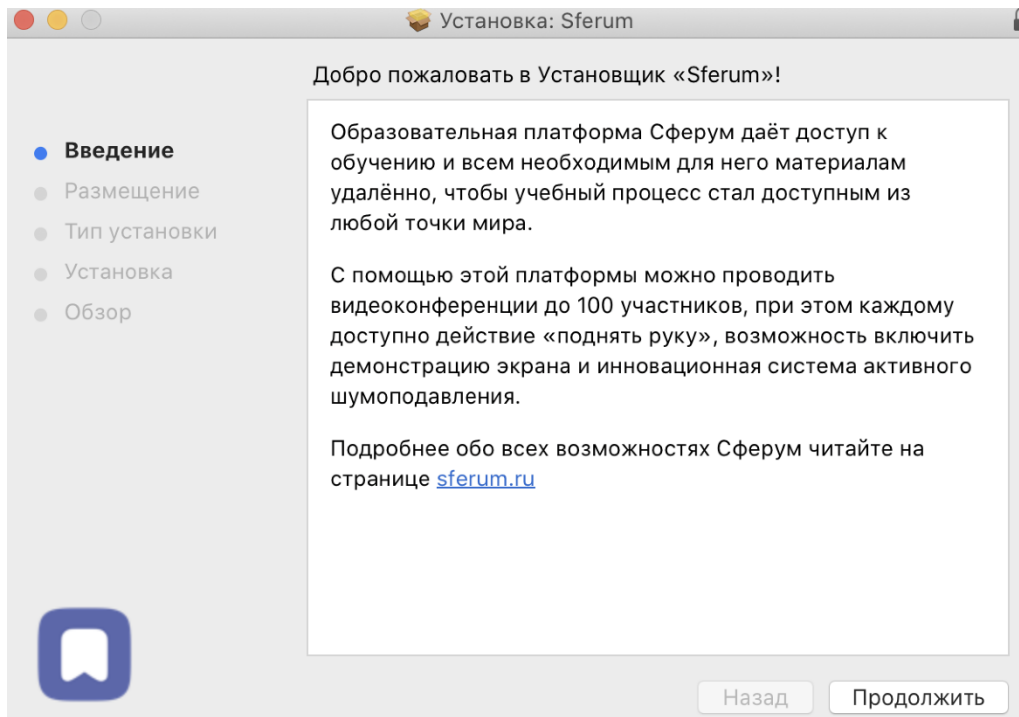 Установка: Sferum
Добро пожаловать в Установщик «Sferum»!
Введение
Размещение
Тип установки
Установка
Обзор
Образовательная платформа Сферум даёт доступ к
обучению и всем необходимым для него материалам
удалённо, чтобы учебный процесс стал доступным из
любой точки мира.
С помощью этой платформы можно проводить
видеоконференции до 100 участников, при этом каждому
доступно действие «поднять руку», возможность включить
демонстрацию экрана и инновационная система активного
шумоподавления.
Подробнее обо всех возможностях Сферум читайте на
странице sferum.ru
Назад
Продолжить